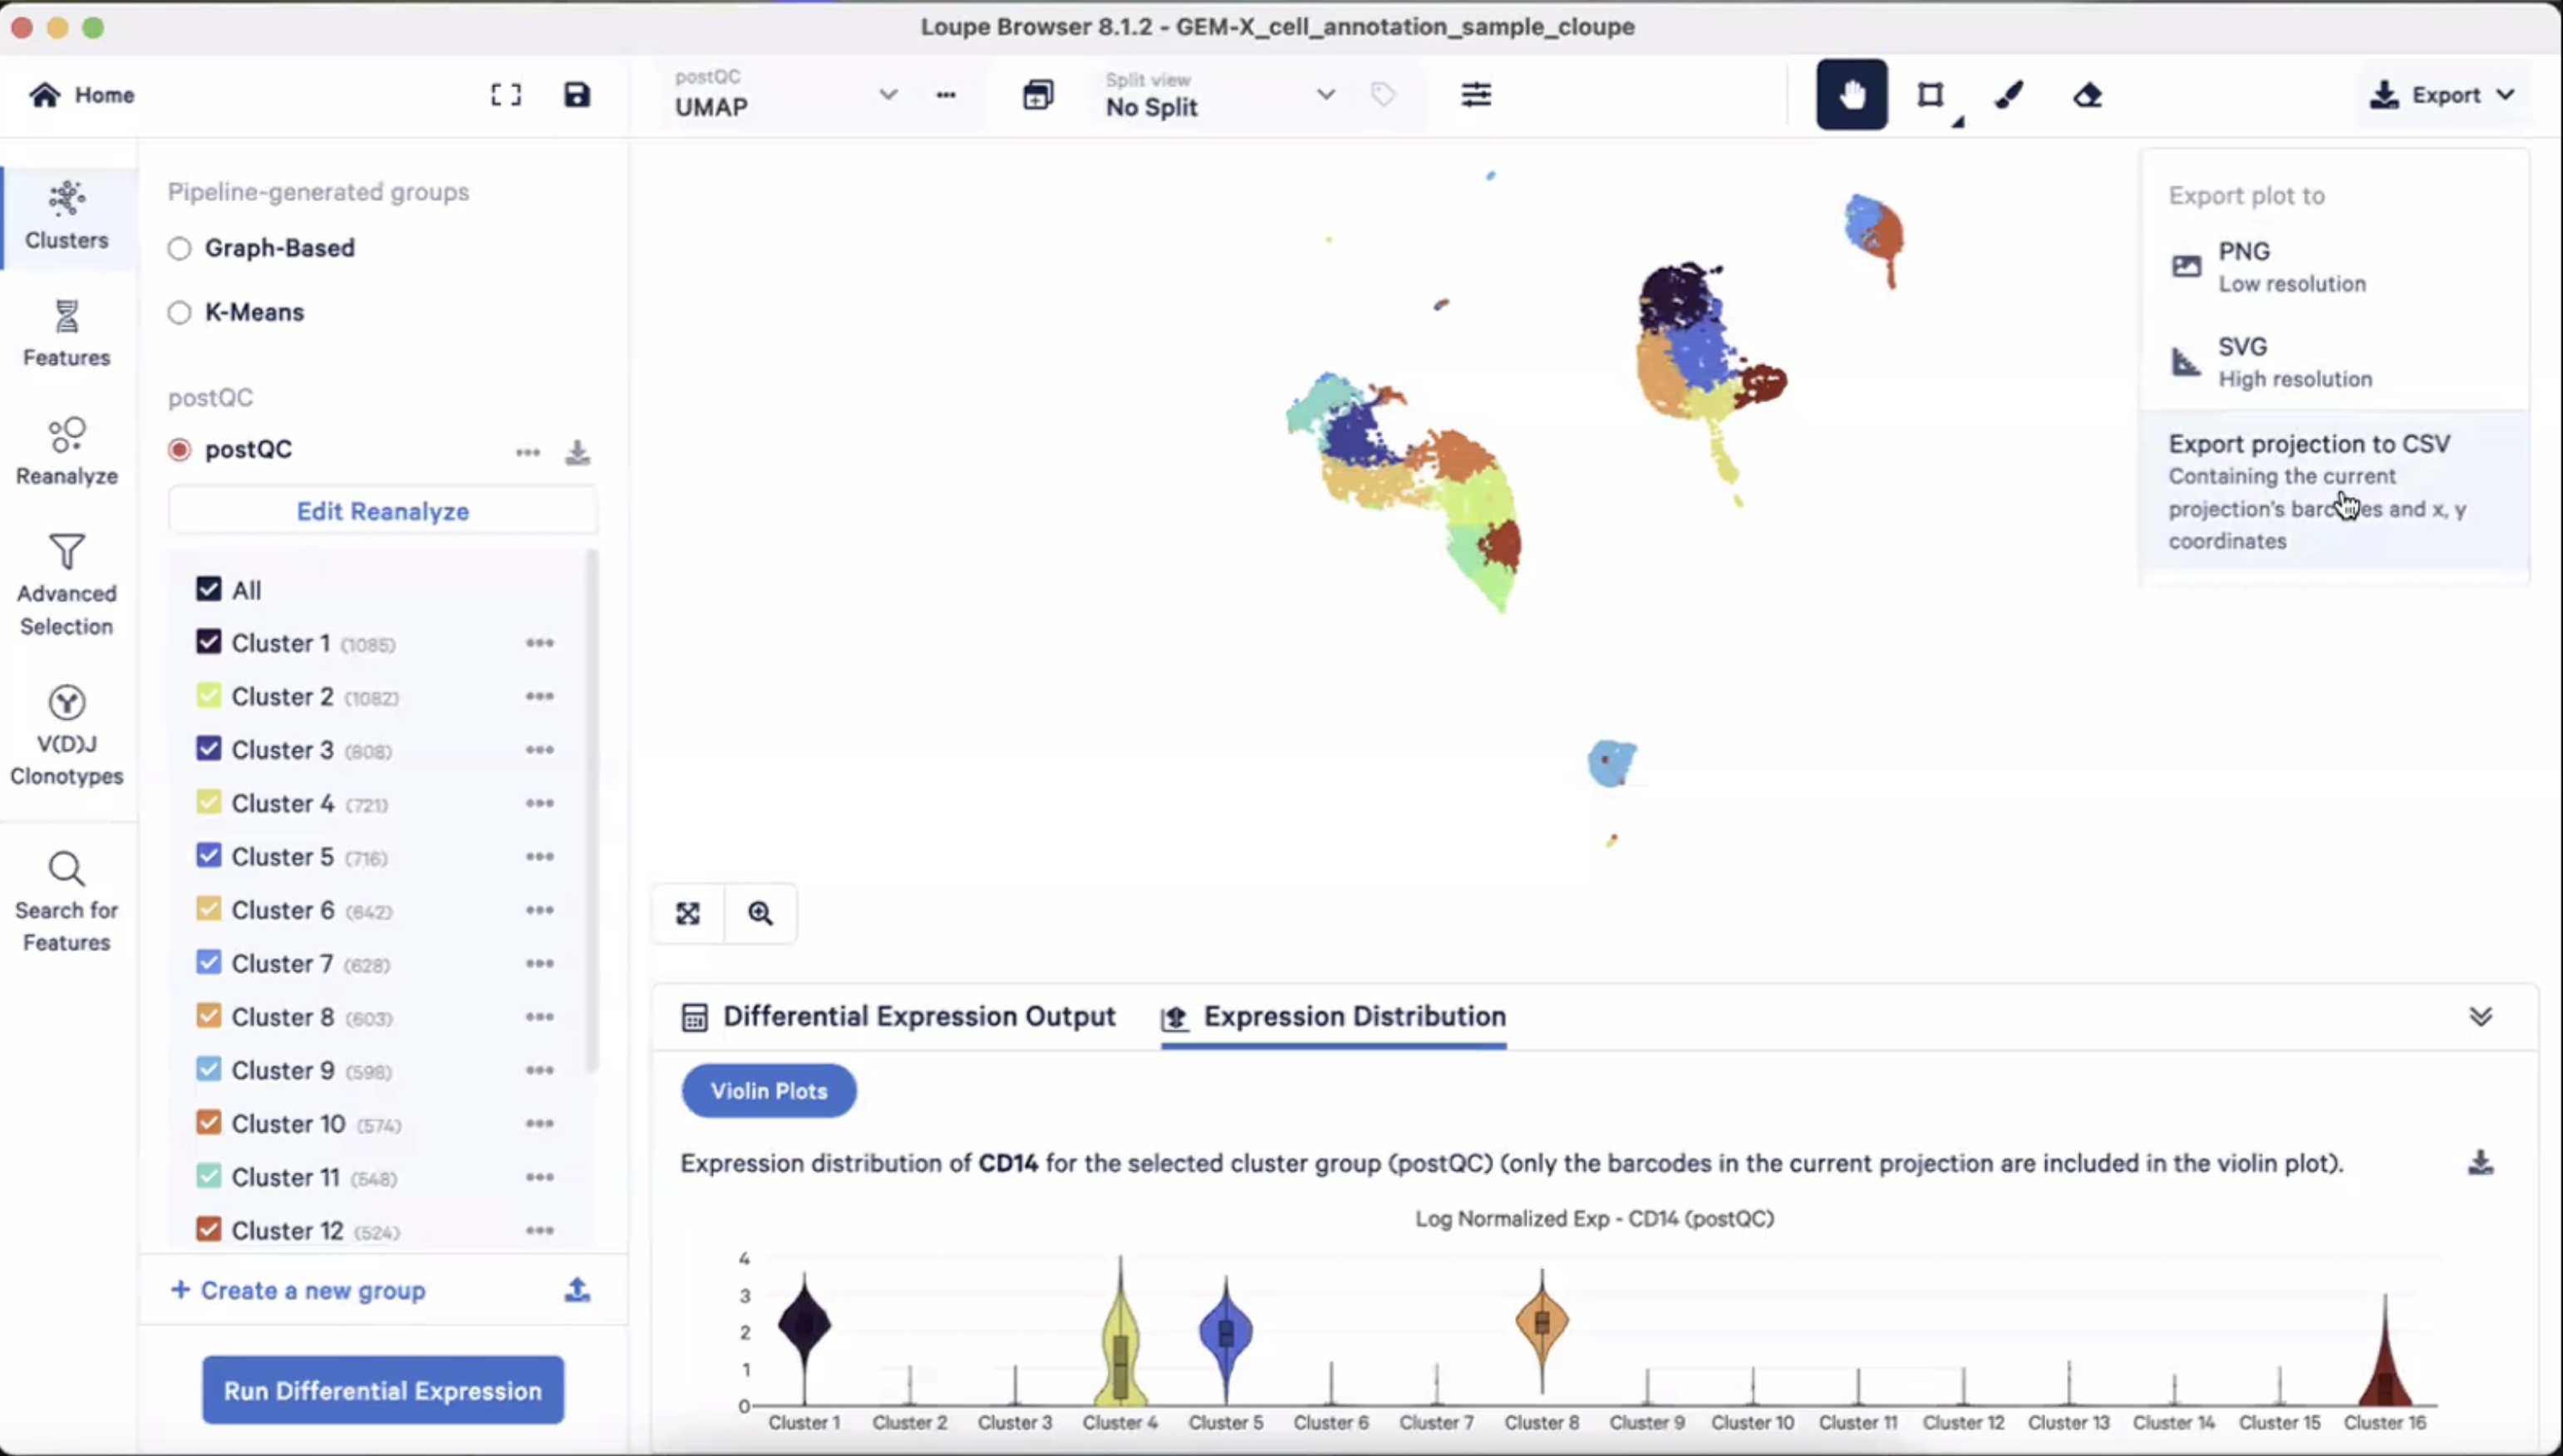 Loupe Browser 8.1.2 - GEM-X_cell_annotation_sample_cloupe
Home
postQC
UMAP
Split view
No Split
Export
Clusters
Features
Reanalyze
Advanced
Selection
V(D)J
Clonotypes
Search for
Features
Pipeline-generated groups
Graph-Based
K-Means
postQC
postQC
Edit Reanalyze
All
Cluster 1 (1085)
Cluster 2 (1082)
Cluster 3 (808)
Cluster 4 (721)
Cluster 5 (716)
Cluster 6 (642)
Cluster 7 (628)
Cluster 8 (603)
Cluster 9 (598)
Cluster 10 (574)
Cluster 11 (548)
Cluster 12 (524)
+ Create a new group
Run Differential Expression
Export plot to
PNG
Low resolution
SVG
High resolution
Export projection to CSV
Containing the current
projection's barcodes and x, y
coordinates
Differential Expression Output
Expression Distribution
Violin Plots
Expression distribution of CD14 for the selected cluster group (postQC) (only the barcodes in the current projection are included in the violin plot).
Log Normalized Exp - CD14 (postQC)
4
3
2
1
0
Cluster 1 Cluster 2 Cluster 3 Cluster 4 Cluster 5 Cluster 6 Cluster 7 Cluster 8 Cluster 9 Cluster 10 Cluster 11 Cluster 12 Cluster 13 Cluster 14 Cluster 15 Cluster 16